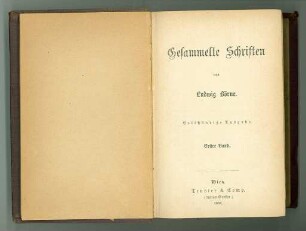 Gesammelte Schriften
von
Ludwig Börne.
Vollständige Ausgabe.
Erster Band.
Wien.
Tendler & Comp.